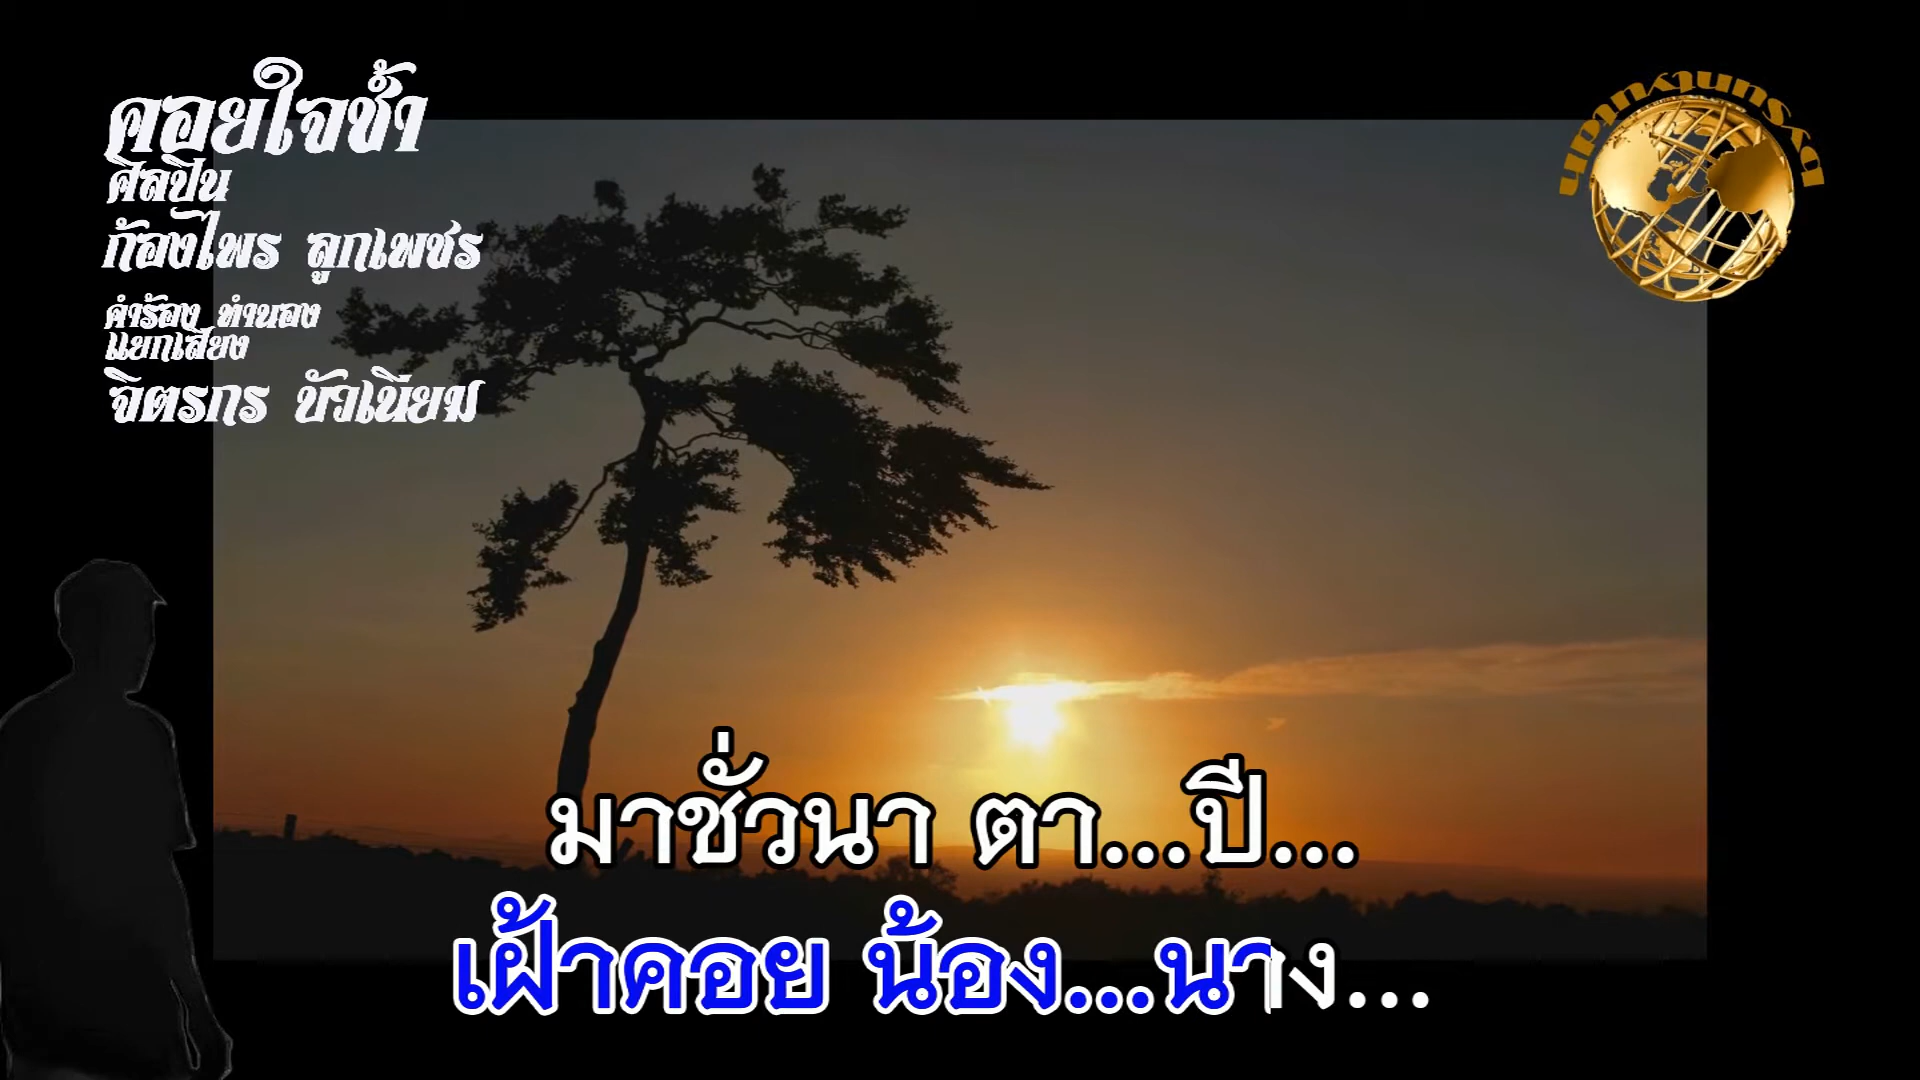 คอยใจช้ำ
ศิลปิน
ก้องไพร ลูกเพชร
คำร้อง ทำนอง
แยกเสียง
จิตรกร บัวเนียม
มาชั่วนา ตา...ปี...
เฝ้าคอย น้อง...นาง...